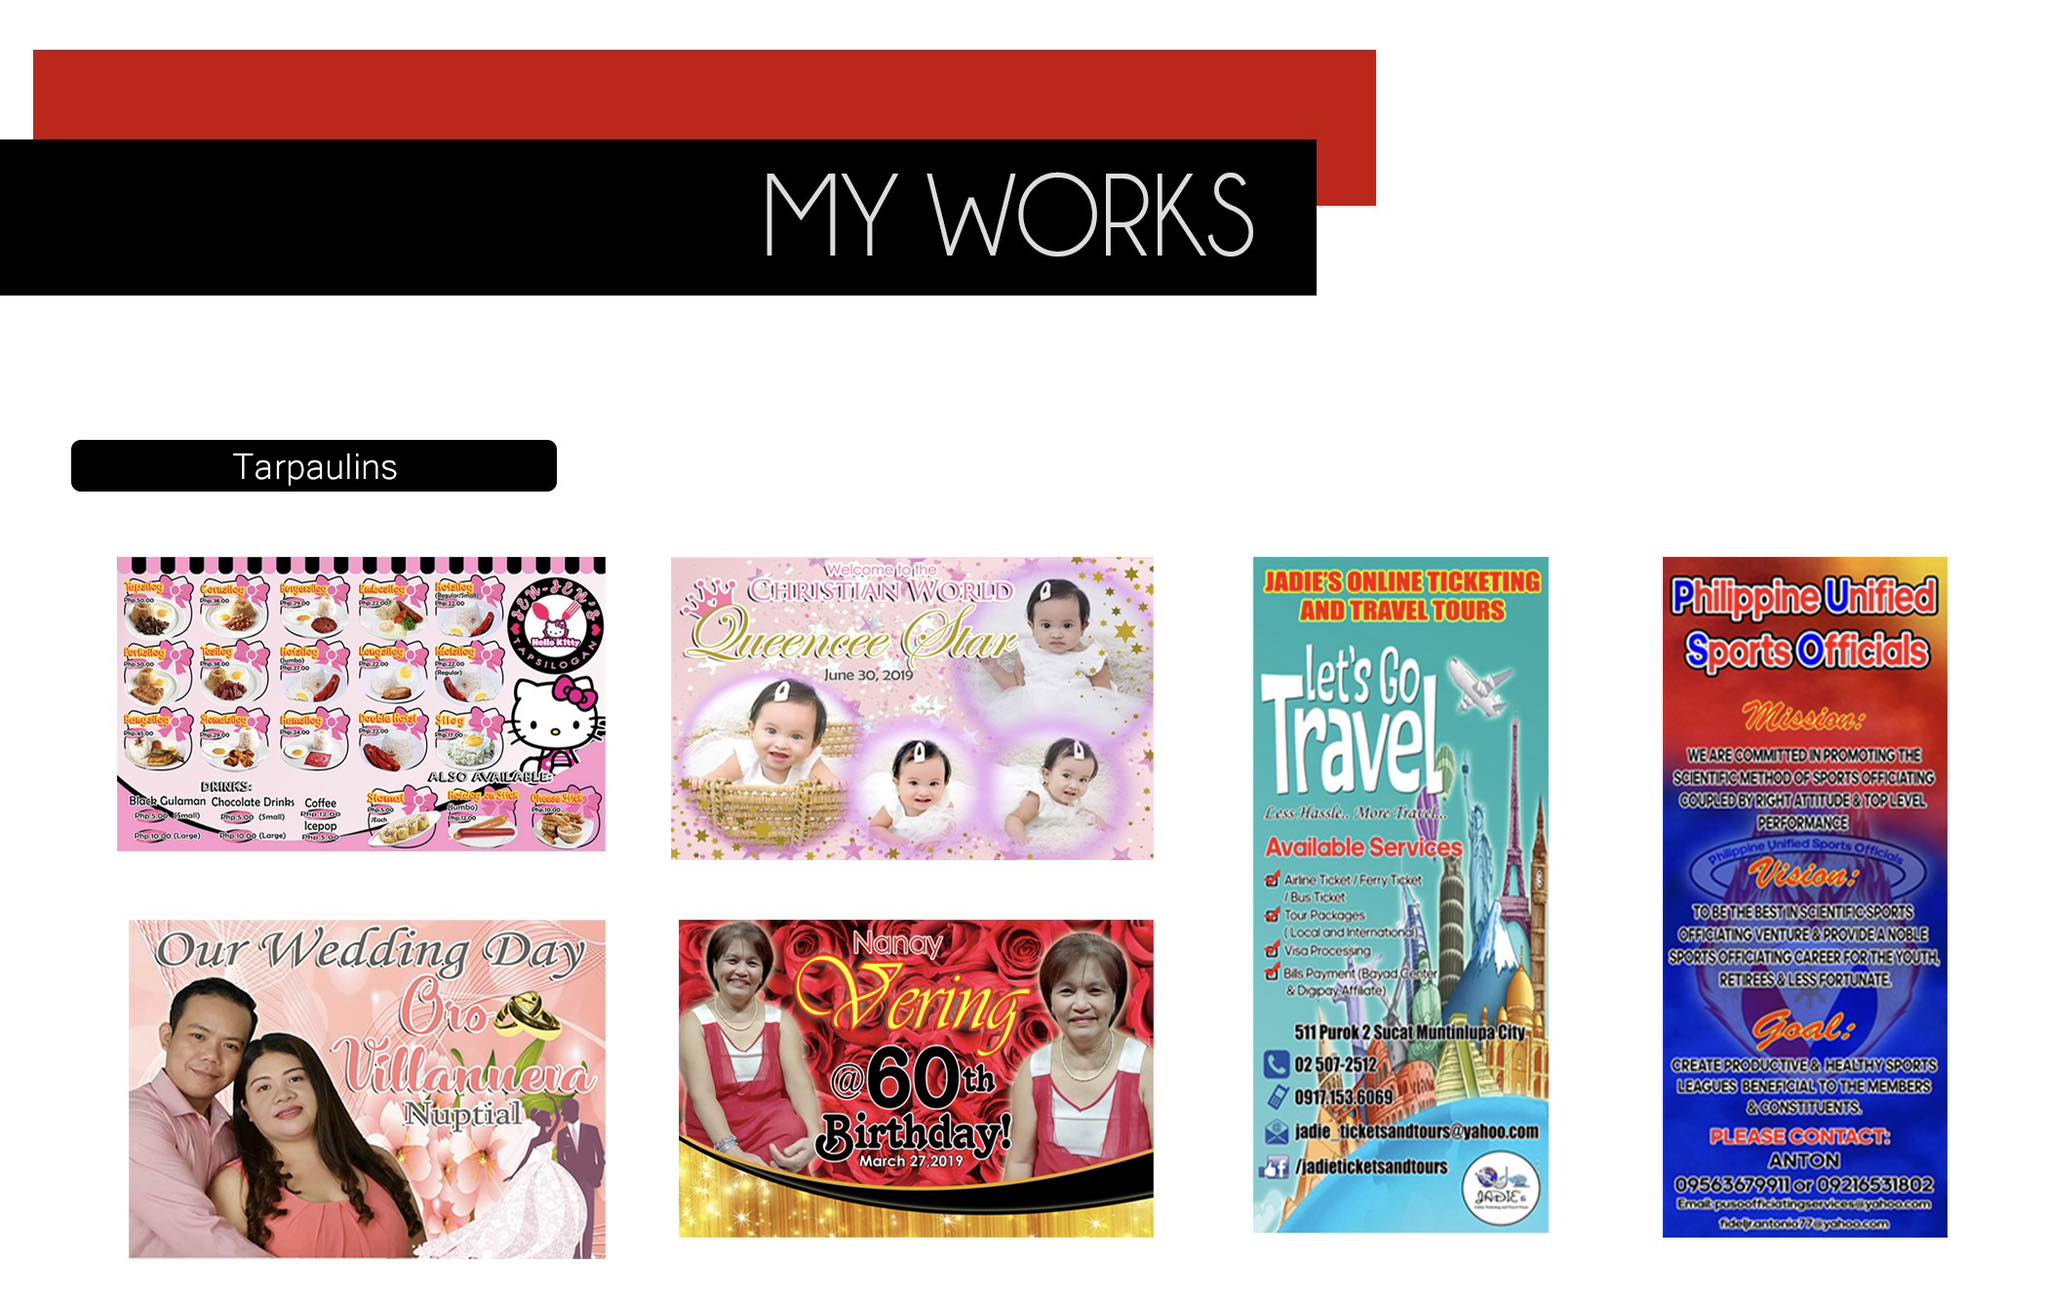 MY WORKS
Tarpaulins
Tapsilog
Php.50.00
Cornsilog
Php.38.00
Burgersilog
Php.29.00
Embosilog
Php.22.00
Hotsilog
(Regular/Small)
Php.22.00
Porksilog
Php.50.00
Tosilog
Php.38.00
Hotsilog
(Jumbo)
Php.27.00
Longsilog
Php.22.00
Php.22.00
(Regular)
Bangsilog
Php.45.00
Siomaisilog
Php.29.00
Hamsilog
Php.24.00
Php.22.00
Silog
Php.17.00
JEN-JEN'S
Hello Kitty
TAPSILOGAN
DRINKS:
Black Gulaman
Php.5.00 (Small)
Php.10.00 (Large)
Chocolate Drinks
Php.5.00 (Small)
Php.10.00 (Large)
Coffee
Php.12.00
Icepop
Php.5.00
ALSO AVAILABLE:
Siomai
Php.5.00
/Each
Hotdog on Stick
(Jumbo)
Php.12.00
Cheese Stick
Php.10.00
Welcome to the
CHRISTIAN WORLD
Queencee Star
June 30, 2019
Our Wedding Day
Oro
Villanueva
Nuptial
Nanay
Vering
@60th
Birthday!
March 27,2019
JADIE'S ONLINE TICKETING
AND TRAVEL TOURS
Let's Go
Travel
Less Hassle.. More Travel..
Available Services
Airline Ticket / Ferry Ticket
/ Bus Ticket
Tour Packages
( Local and International)
Visa Processing
Bills Payment (Bayad Center
& Digipay Affiliate)
511 Purok 2 Sucat Muntinlupa City
02 507-2512
0917.153.6069
jadie_ticketsandtours@yahoo.com
/jadieticketsandtours
JADIE's
Philippine Unified
Sports Officials
Mission:
WE ARE COMMITTED IN PROMOTING THE
SCIENTIFIC METHOD OF SPORTS OFFICIATING
COUPLED BY RIGHT ATTITUDE & TOP LEVEL
PERFORMANCE
Philippine Unified Sports Officials
Vision:
TO BE THE BEST IN SCIENTIFIC SPORTS
OFFICIATING VENTURE & PROVIDE A NOBLE
SPORTS OFFICIATING CAREER FOR THE YOUTH,
RETIREES & LESS FORTUNATE.
Goal:
CREATE PRODUCTIVE & HEALTHY SPORTS
LEAGUES BENEFICIAL TO THE MEMBERS
& CONSTITUENTS.
PLEASE CONTACT:
ANTON
09563679911 or 09216531802
Email: pusoofficiatingservices@yahoo.com
fideljr.antonio77@yahoo.com